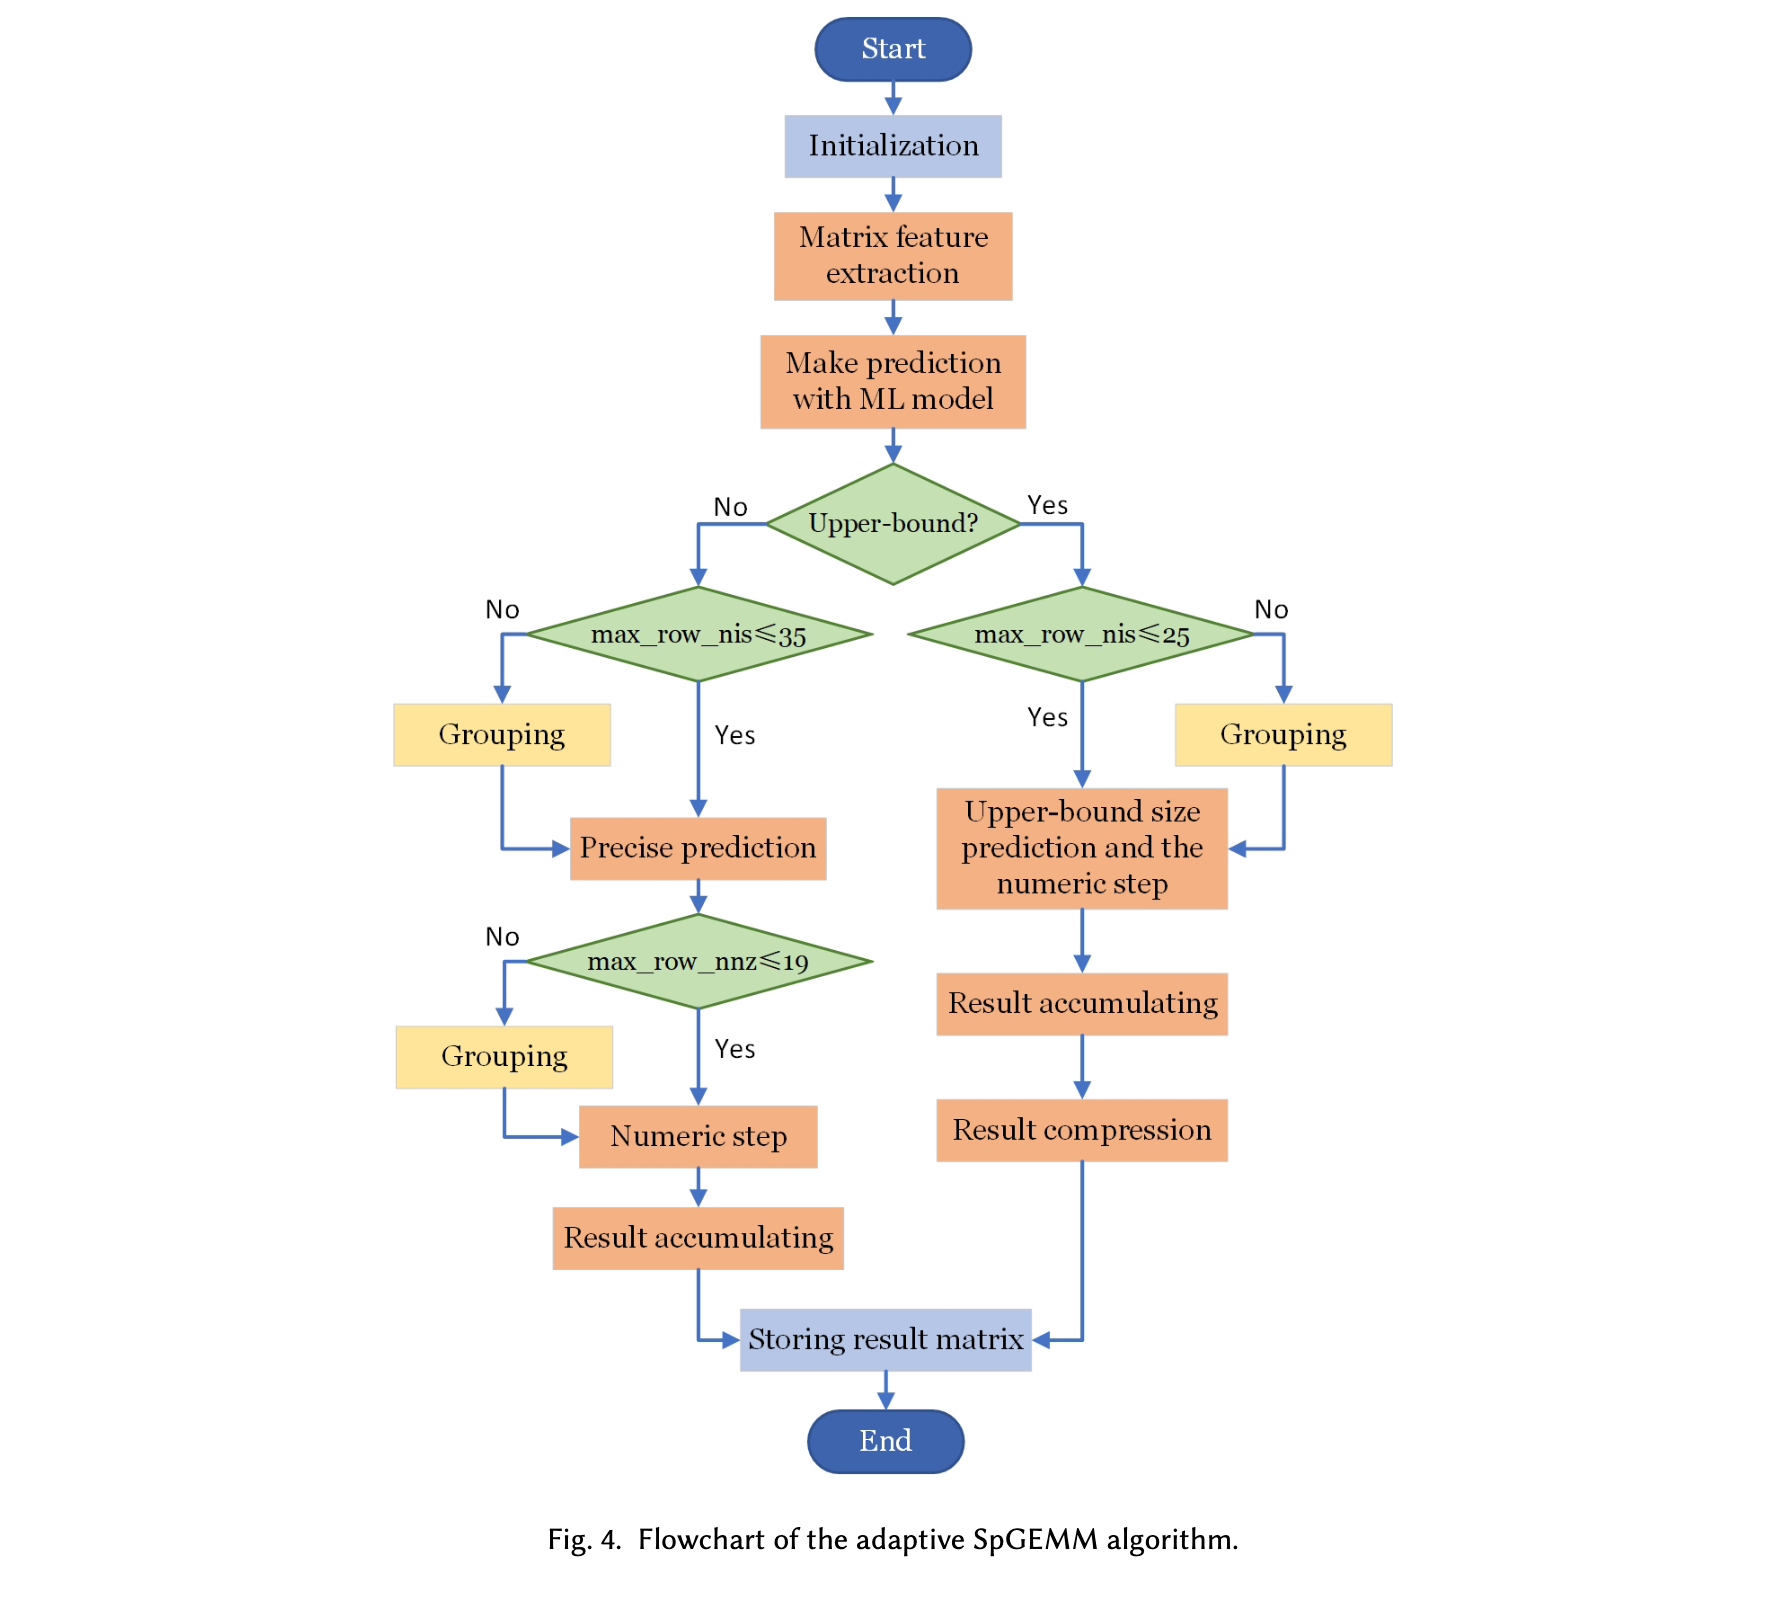 Start
Initialization
Matrix feature
extraction
Make prediction
with ML model
No
Upper-bound?
Yes
No
max_row_nis⩽35
max_row_nis⩽25
No
Grouping
Yes
Yes
Grouping
Precise prediction
Upper-bound size
prediction and the
numeric step
No
max_row_nnz⩽19
Result accumulating
Grouping
Yes
Numeric step
Result compression
Result accumulating
Storing result matrix
End
Fig. 4. Flowchart of the adaptive SpGEMM algorithm.